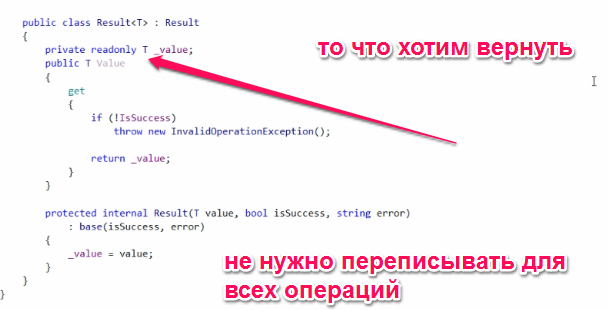 public class Result<T> : Result
{
private readonly T _value;
то что хотим вернуть
public T Value
{
get
{
if (!IsSuccess)
throw new InvalidOperationException();
return _value;
}
}
protected internal Result(T value, bool isSuccess, string error)
: base(isSuccess, error)
{
_value = value;
}
не нужно переписывать для
всех операций
}
}